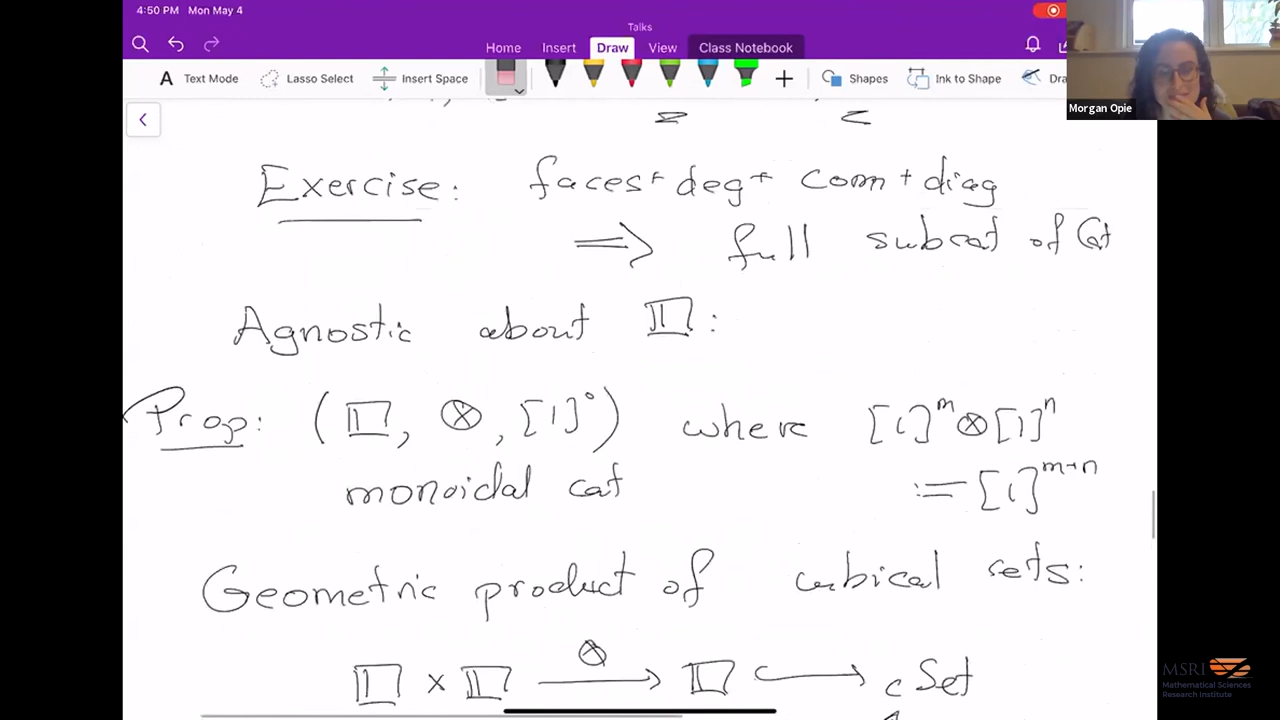 4:50 PM Mon May 4
Talks
Home Insert Draw View Class Notebook
A Text Mode Lasso Select Insert Space + Shapes Ink to Shape Dra
Morgan Opie
Exercise: faces + deg + conn + diag
⟹ full subcat of Cat
Agnostic about □:
Prop: (□, ⊗, [1]⁰) where [1]ᵐ ⊗ [1]ⁿ
monoidal cat := [1]ᵐ⁺ⁿ
Geometric product of cubical sets:
□ × □ ⊗→ □ ↪ cSet
MSRI
Mathematical Sciences
Research Institute